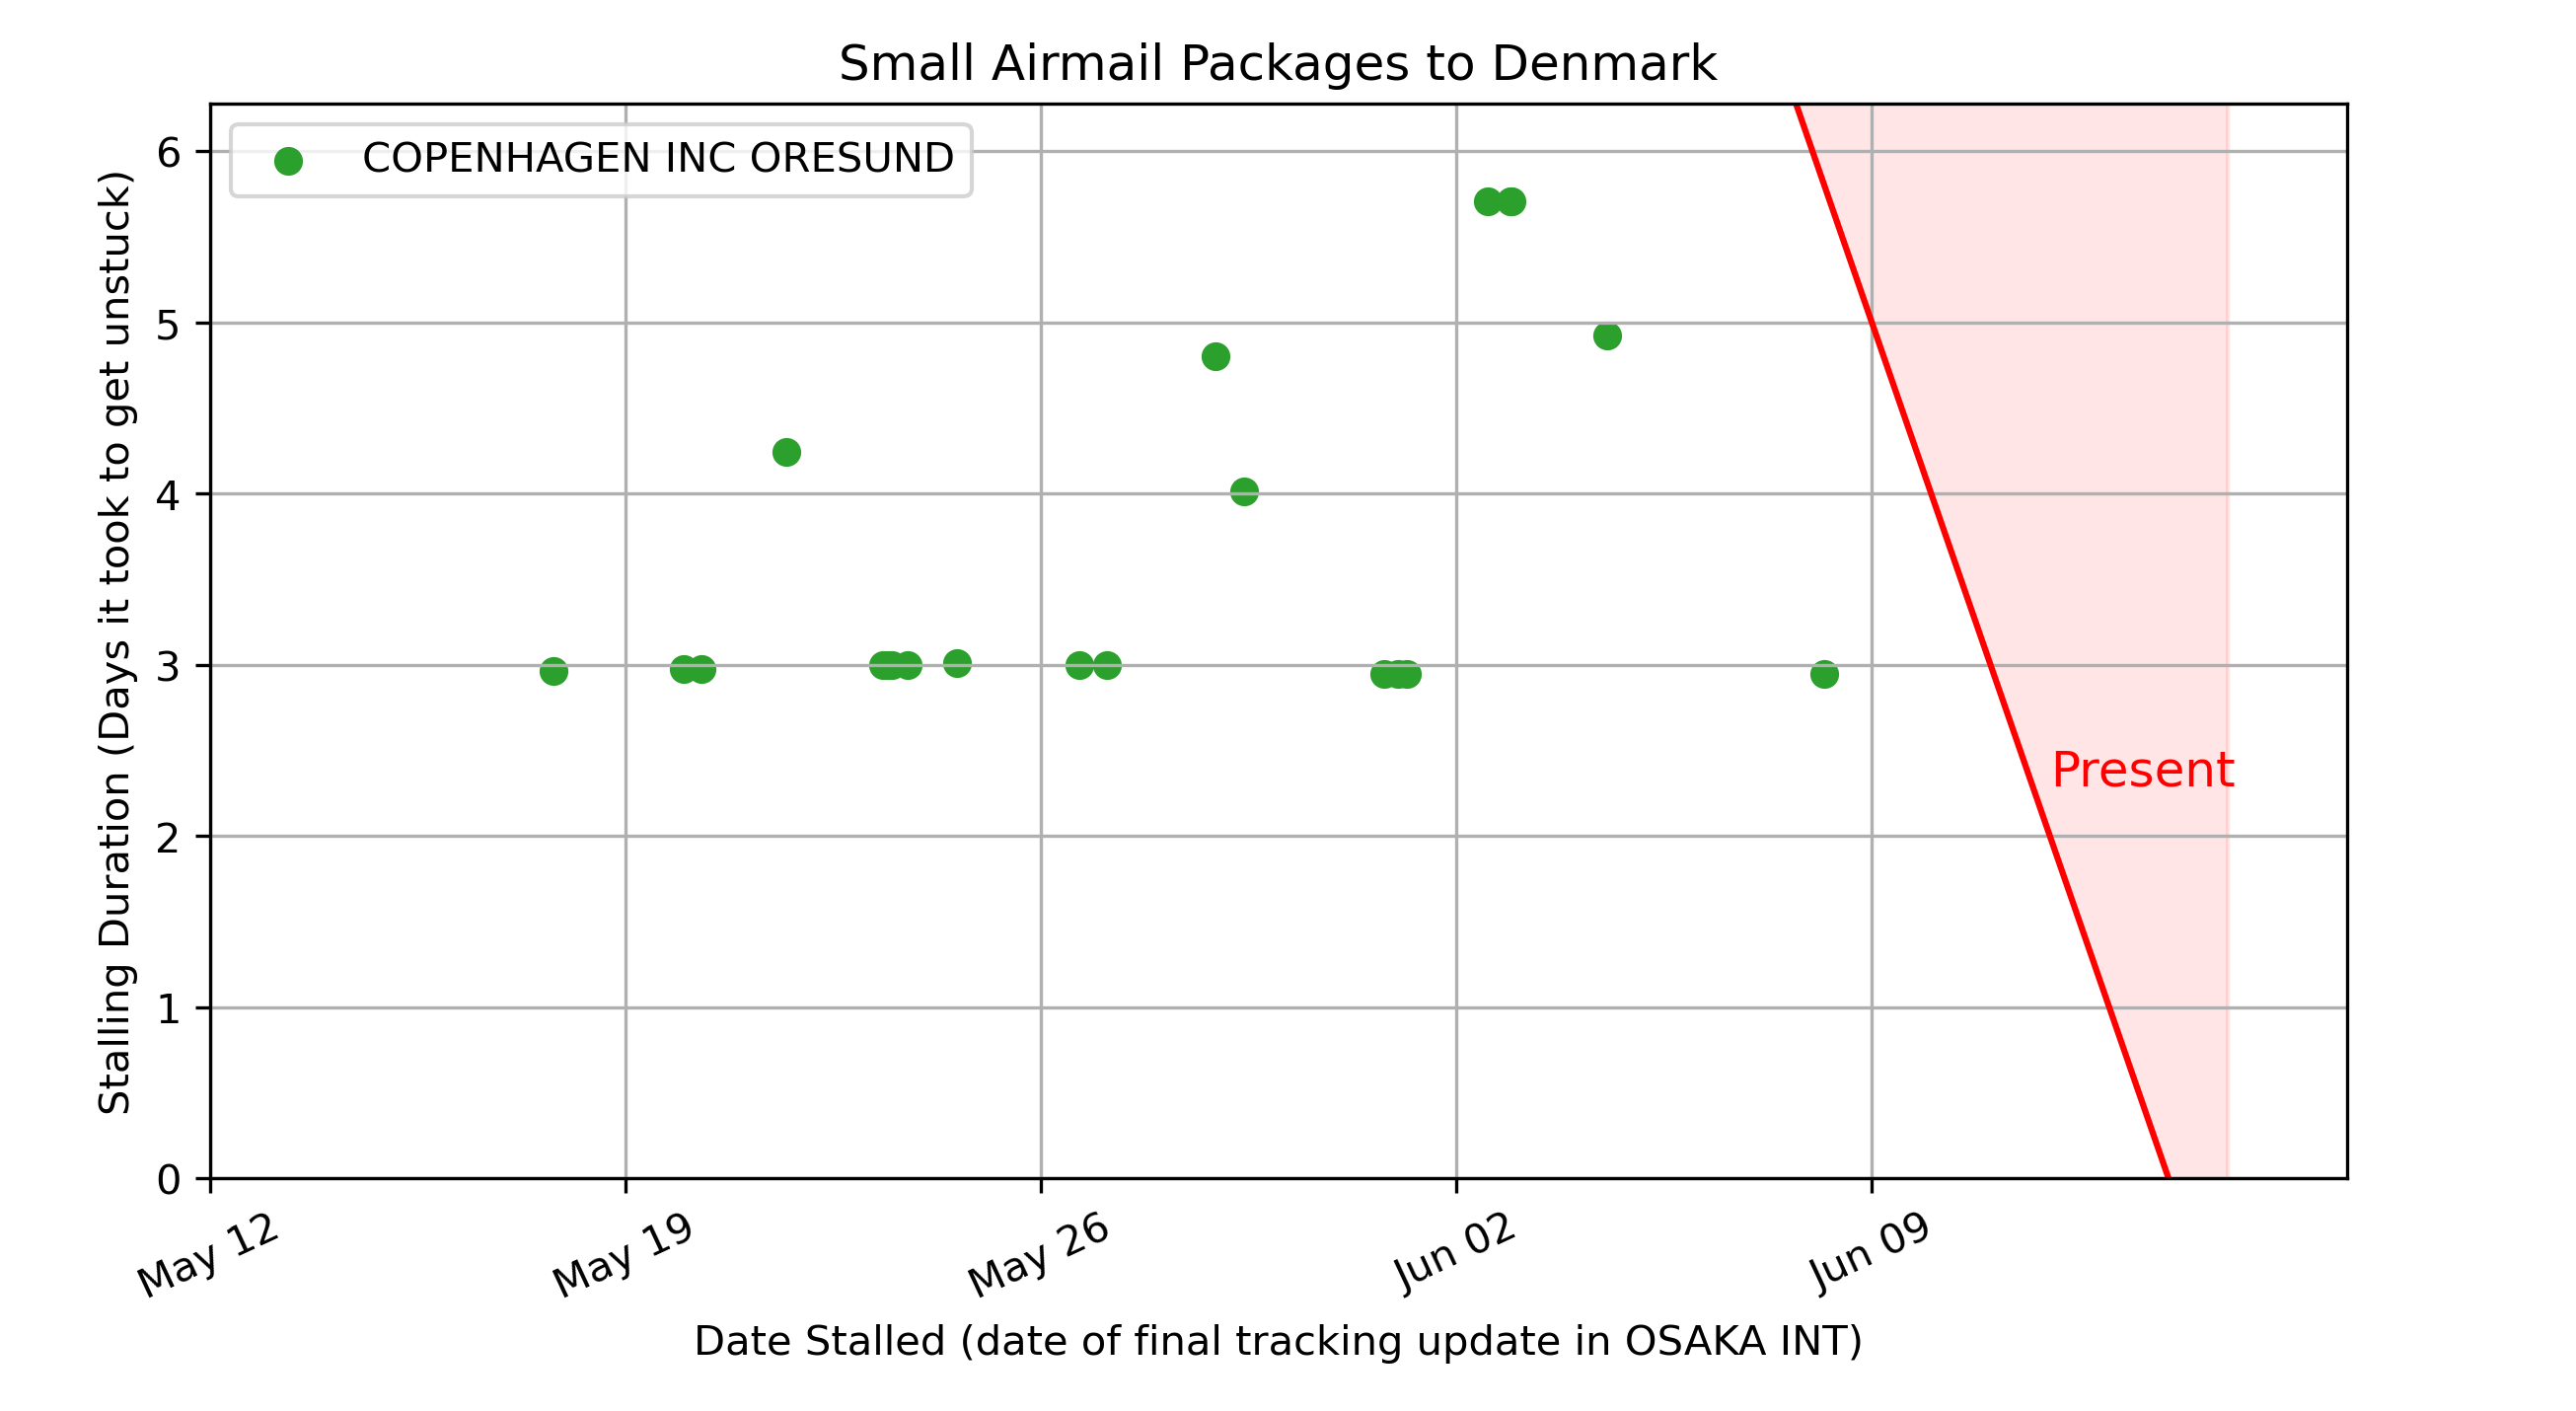 Small Airmail Packages to Denmark
COPENHAGEN INC ORESUND
Stalling Duration (Days it took to get unstuck)
6
5
4
3
2
1
0
Present
May 12
May 19
May 26
Jun 02
Jun 09
Date Stalled (date of final tracking update in OSAKA INT)